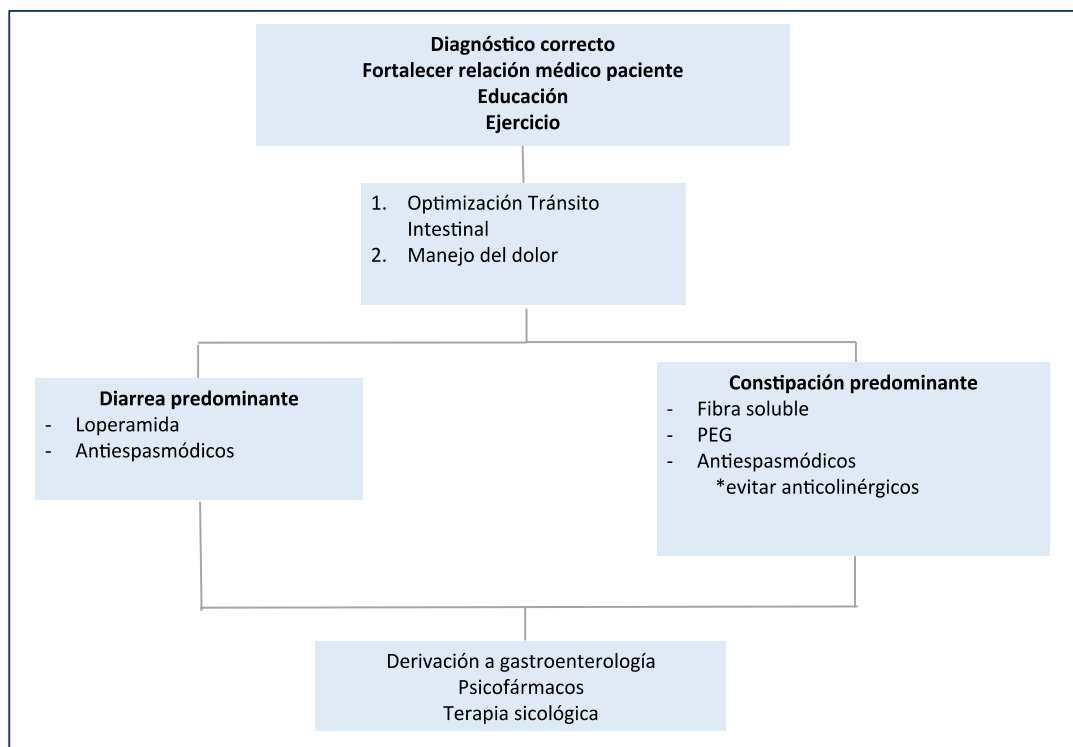 Diagnóstico correcto
Fortalecer relación médico paciente
Educación
Ejercicio
1. Optimización Tránsito
Intestinal
2. Manejo del dolor
Diarrea predominante
- Loperamida
- Antiespasmódicos
Constipación predominante
- Fibra soluble
- PEG
- Antiespasmódicos
*evitar anticolinérgicos
Derivación a gastroenterología
Psicofármacos
Terapia sicológica